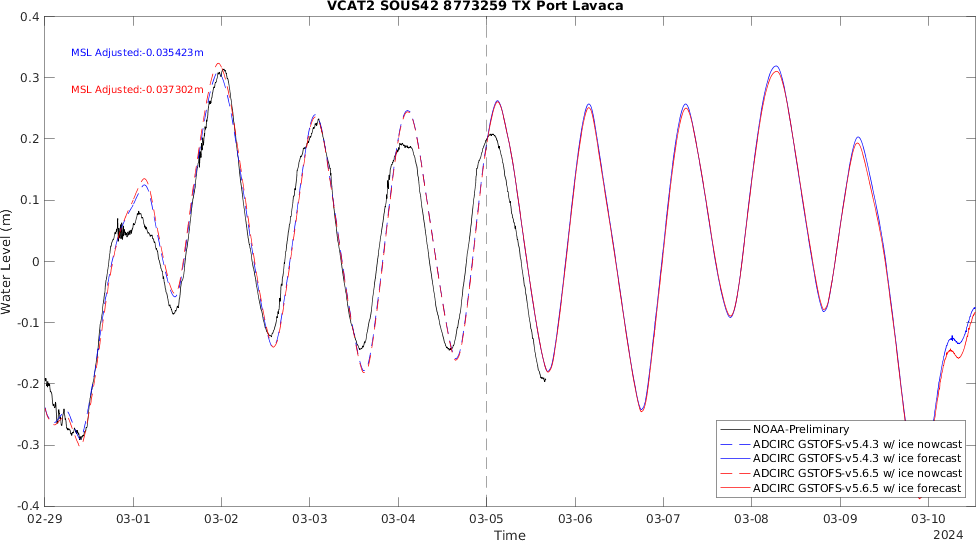 VCAT2 SOUS42 8773259 TX Port Lavaca
0.4
MSL Adjusted:-0.035423m
0.3
MSL Adjusted:-0.037302m
0.2
0.1
Water Level (m)
0
-0.1
-0.2
-0.3
-0.4
NOAA-Preliminary
ADCIRC GSTOFS-v5.4.3 w/ ice nowcast
ADCIRC GSTOFS-v5.4.3 w/ ice forecast
ADCIRC GSTOFS-v5.6.5 w/ ice nowcast
ADCIRC GSTOFS-v5.6.5 w/ ice forecast
02-29 03-01 03-02 03-03 03-04 03-05 03-06 03-07 03-08 03-09 03-10
Time
2024